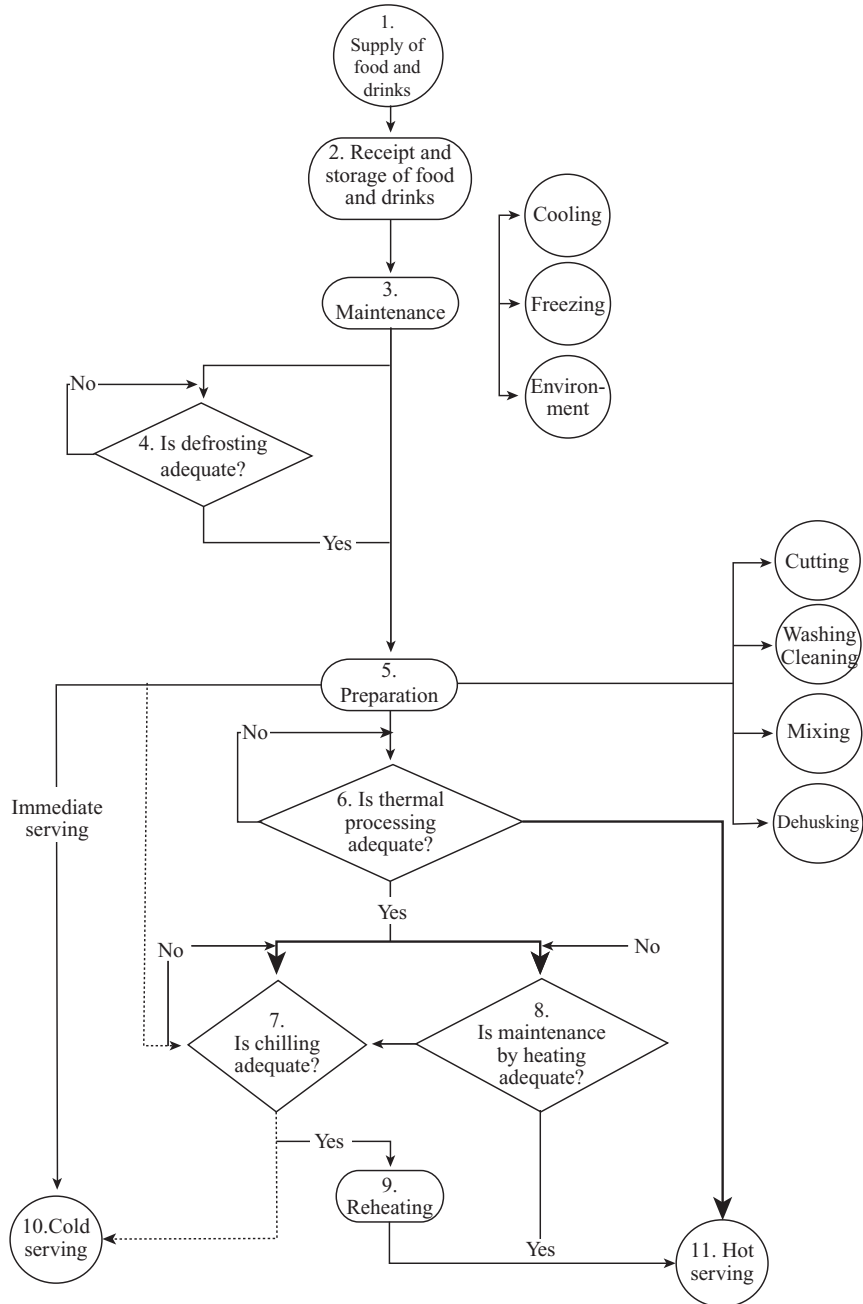 1.
Supply of
food and
drinks
2. Receipt and
storage of food
and drinks
Cooling
3.
Maintenance
Freezing
Environ-
ment
No
4. Is defrosting
adequate?
Yes
Cutting
Washing
Cleaning
5.
Preparation
Mixing
No
Immediate
serving
6. Is thermal
processing
adequate?
Dehusking
Yes
No
No
7.
Is chilling
adequate?
8.
Is maintenance
by heating
adequate?
Yes
9.
Reheating
10.Cold
serving
Yes
11. Hot
serving